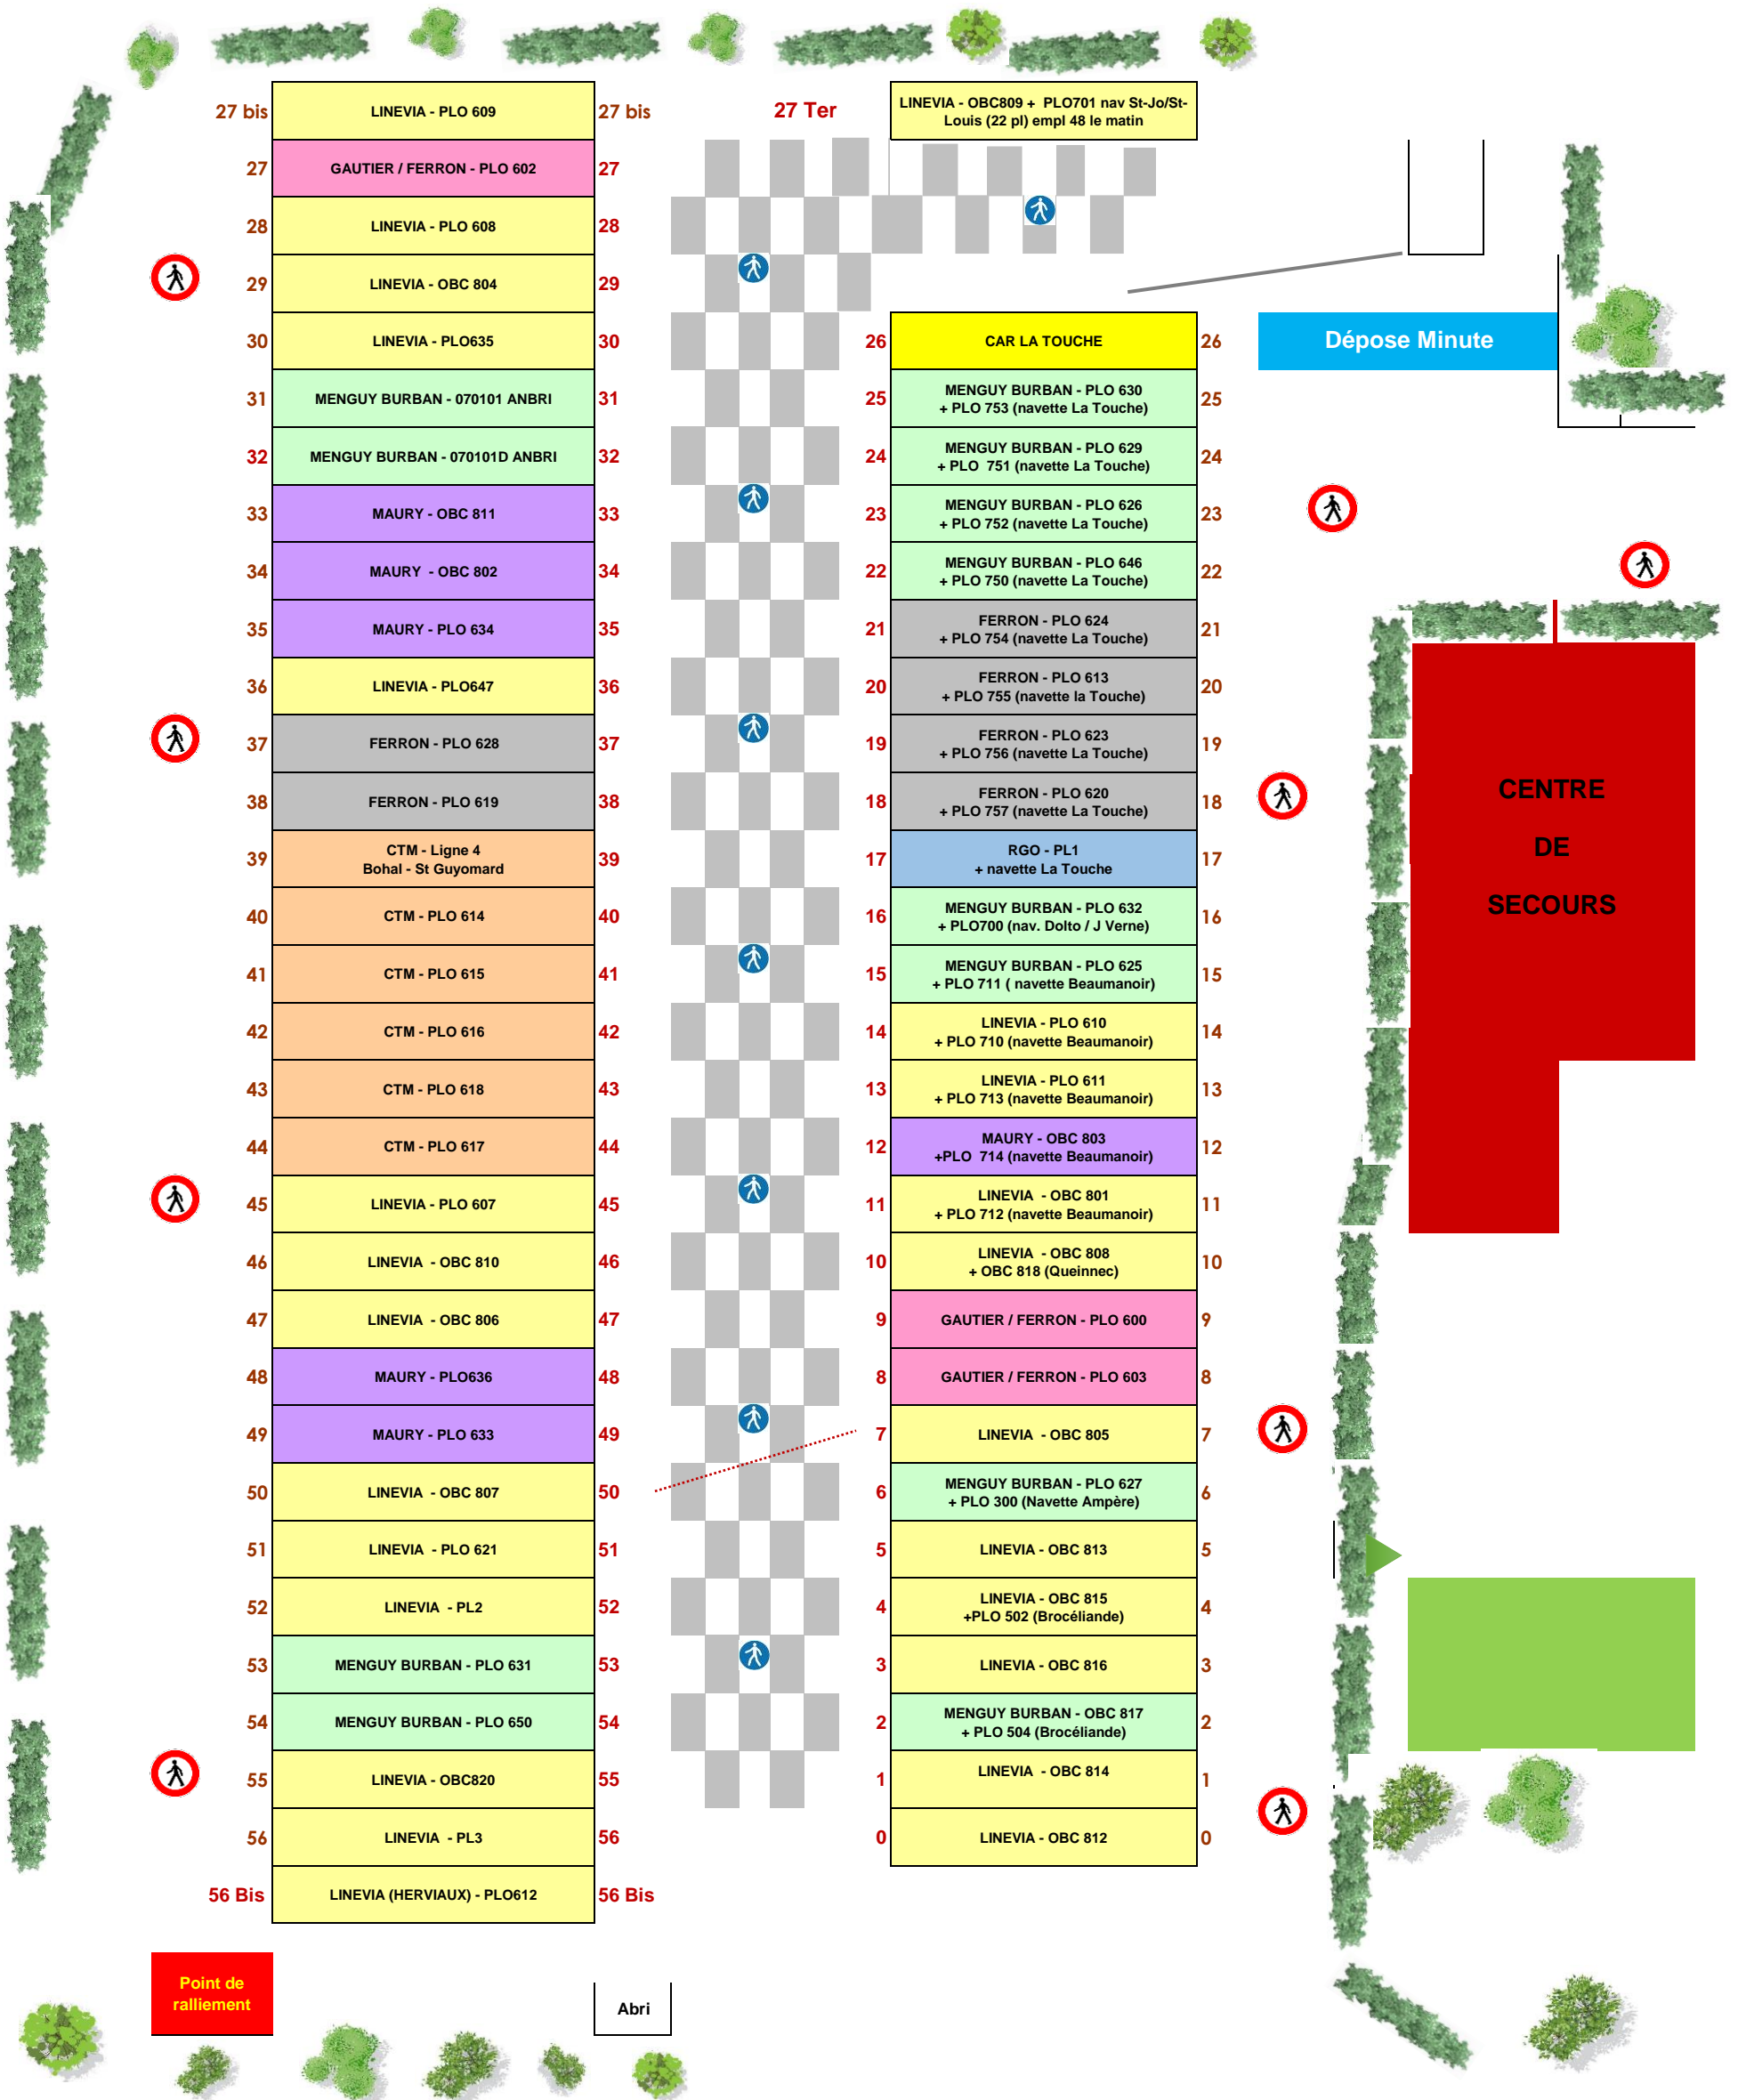 27 bis LINEVIA - PLO 609 27 bis
27 Ter
LINEVIA - OBC809 + PLO701 nav St-Jo/St-
Louis (22 pl) empl 48 le matin
27 GAUTIER / FERRON - PLO 602 27
28 LINEVIA - PLO 608 28
29 LINEVIA - OBC 804 29
30 LINEVIA - PLO635 30
31 MENGUY BURBAN - 070101 ANBRI 31
32 MENGUY BURBAN - 070101D ANBRI 32
33 MAURY - OBC 811 33
34 MAURY - OBC 802 34
35 MAURY - PLO 634 35
36 LINEVIA - PLO647 36
37 FERRON - PLO 628 37
38 FERRON - PLO 619 38
39 CTM - Ligne 4 39
Bohal - St Guyomard
40 CTM - PLO 614 40
41 CTM - PLO 615 41
42 CTM - PLO 616 42
43 CTM - PLO 618 43
44 CTM - PLO 617 44
45 LINEVIA - PLO 607 45
46 LINEVIA - OBC 810 46
47 LINEVIA - OBC 806 47
48 MAURY - PLO636 48
49 MAURY - PLO 633 49
50 LINEVIA - OBC 807 50
51 LINEVIA - PLO 621 51
52 LINEVIA - PL2 52
53 MENGUY BURBAN - PLO 631 53
54 MENGUY BURBAN - PLO 650 54
55 LINEVIA - OBC820 55
56 LINEVIA - PL3 56
56 Bis LINEVIA (HERVIAUX) - PLO612 56 Bis
26 CAR LA TOUCHE 26
25 MENGUY BURBAN - PLO 630 25
+ PLO 753 (navette La Touche)
24 MENGUY BURBAN - PLO 629 24
+ PLO 751 (navette La Touche)
23 MENGUY BURBAN - PLO 626 23
+ PLO 752 (navette La Touche)
22 MENGUY BURBAN - PLO 646 22
+ PLO 750 (navette La Touche)
21 FERRON - PLO 624 21
+ PLO 754 (navette La Touche)
20 FERRON - PLO 613 20
+ PLO 755 (navette la Touche)
19 FERRON - PLO 623 19
+ PLO 756 (navette La Touche)
18 FERRON - PLO 620 18
+ PLO 757 (navette La Touche)
17 RGO - PL1 17
+ navette La Touche
16 MENGUY BURBAN - PLO 632 16
+ PLO700 (nav. Dolto / J Verne)
15 MENGUY BURBAN - PLO 625 15
+ PLO 711 ( navette Beaumanoir)
14 LINEVIA - PLO 610 14
+ PLO 710 (navette Beaumanoir)
13 LINEVIA - PLO 611 13
+ PLO 713 (navette Beaumanoir)
12 MAURY - OBC 803 12
+PLO 714 (navette Beaumanoir)
11 LINEVIA - OBC 801 11
+ PLO 712 (navette Beaumanoir)
10 LINEVIA - OBC 808 10
+ OBC 818 (Queinnec)
9 GAUTIER / FERRON - PLO 600 9
8 GAUTIER / FERRON - PLO 603 8
7 LINEVIA - OBC 805 7
6 MENGUY BURBAN - PLO 627 6
+ PLO 300 (Navette Ampère)
5 LINEVIA - OBC 813 5
4 LINEVIA - OBC 815 4
+PLO 502 (Brocéliande)
3 LINEVIA - OBC 816 3
2 MENGUY BURBAN - OBC 817 2
+ PLO 504 (Brocéliande)
1 LINEVIA - OBC 814 1
0 LINEVIA - OBC 812 0
Dépose Minute
CENTRE
DE
SECOURS
Point de
ralliement
Abri